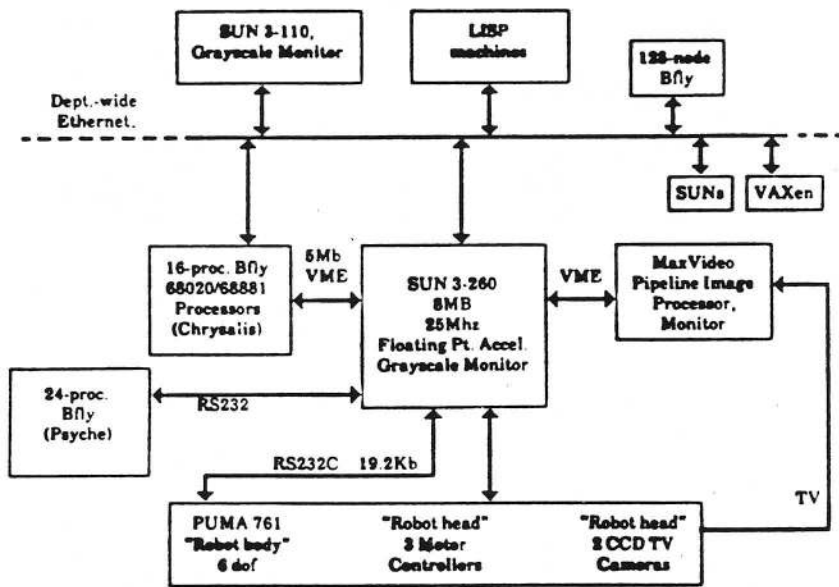 SUN 3-110,
Grayscale Monitor
LISP
machines
128-node
Bfly
Dept.-wide
Ethernet.
SUNs
VAXen
16-proc. Bfly
68020/68881
Processors
(Chrysalis)
5Mb
VME
SUN 3-260
8MB
25Mhz
Floating Pt. Accel.
Grayscale Monitor
VME
MaxVideo
Pipeline Image
Processor,
Monitor
24-proc.
Bfly
(Psyche)
RS232
RS232C 19.2Kb
TV
PUMA 761
"Robot body"
6 dof
"Robot head"
3 Motor
Controllers
"Robot head"
2 CCD TV
Cameras